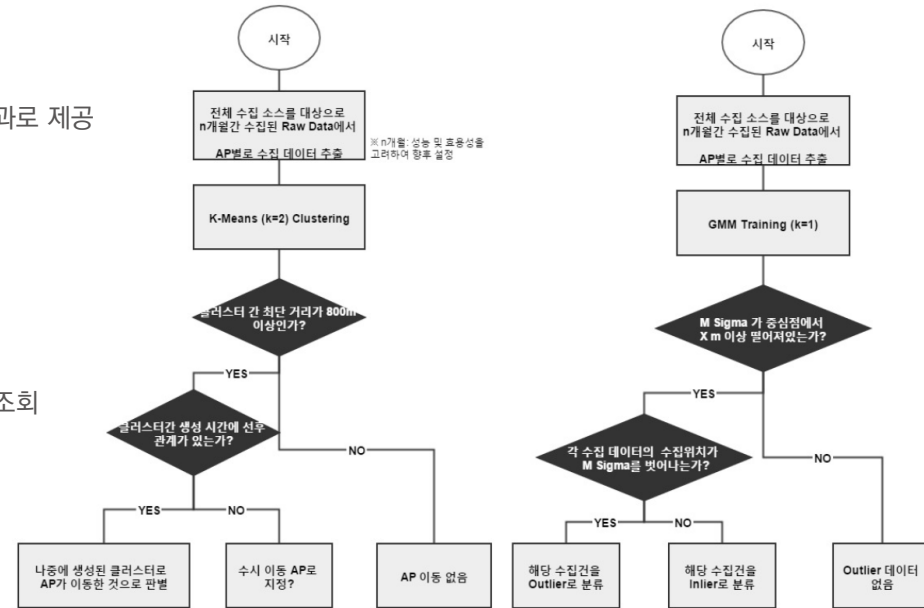 과로 제공
조회
시작
전체 수집 소스를 대상으로
n개월간 수집된 Raw Data에서
AP별로 수집 데이터 추출
※ n개월: 성능 및 효용성을
고려하여 향후 설정
K-Means (k=2) Clustering
클러스터 간 최단 거리가 800m
이상인가?
YES
클러스터간 생성 시간에 선후
관계가 있는가?
NO
YES
NO
나중에 생성된 클러스터로
AP가 이동한 것으로 판별
수시 이동 AP로
지정?
AP 이동 없음
시작
전체 수집 소스를 대상으로
n개월간 수집된 Raw Data에서
AP별로 수집 데이터 추출
GMM Training (k=1)
M Sigma 가 중심점에서
X m 이상 떨어져있는가?
YES
각 수집 데이터의 수집위치가
M Sigma를 벗어나는가?
NO
YES
NO
해당 수집건을
Outlier로 분류
해당 수집건을
Inlier로 분류
Outlier 데이터
없음